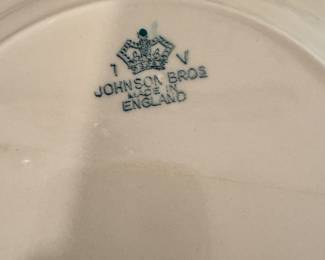 1 V
JOHNSON BROS
MADE IN
ENGLAND